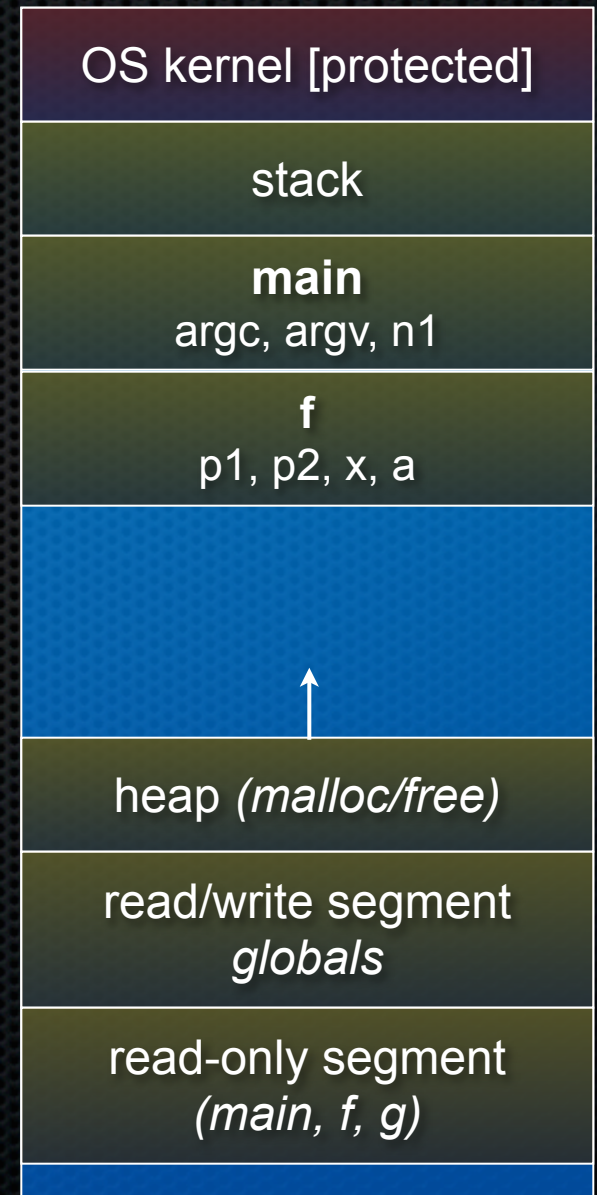 OS kernel [protected]
stack
main
argc, argv, n1
f
p1, p2, x, a
heap (malloc/free)
read/write segment
globals
read-only segment
(main, f, g)